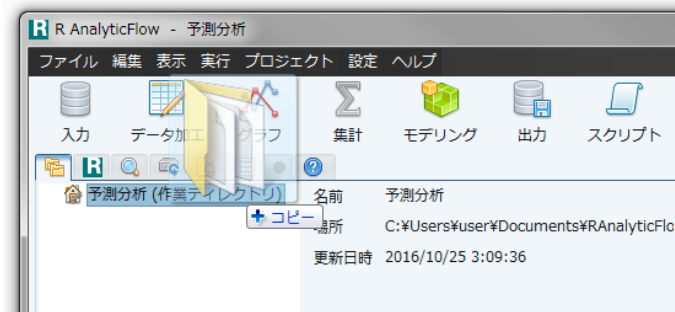 R R AnalyticFlow - 予測分析
ファイル 編集 表示 実行 プロジェクト 設定 ヘルプ
入力 データ加工 グラフ 集計 モデリング 出力 スクリプト
R ?
予測分析 (作業ディレクトリ) 名前 予測分析
コピー
場所 C:¥Users¥user¥Documents¥RAnalyticFlo
更新日時 2016/10/25 3:09:36